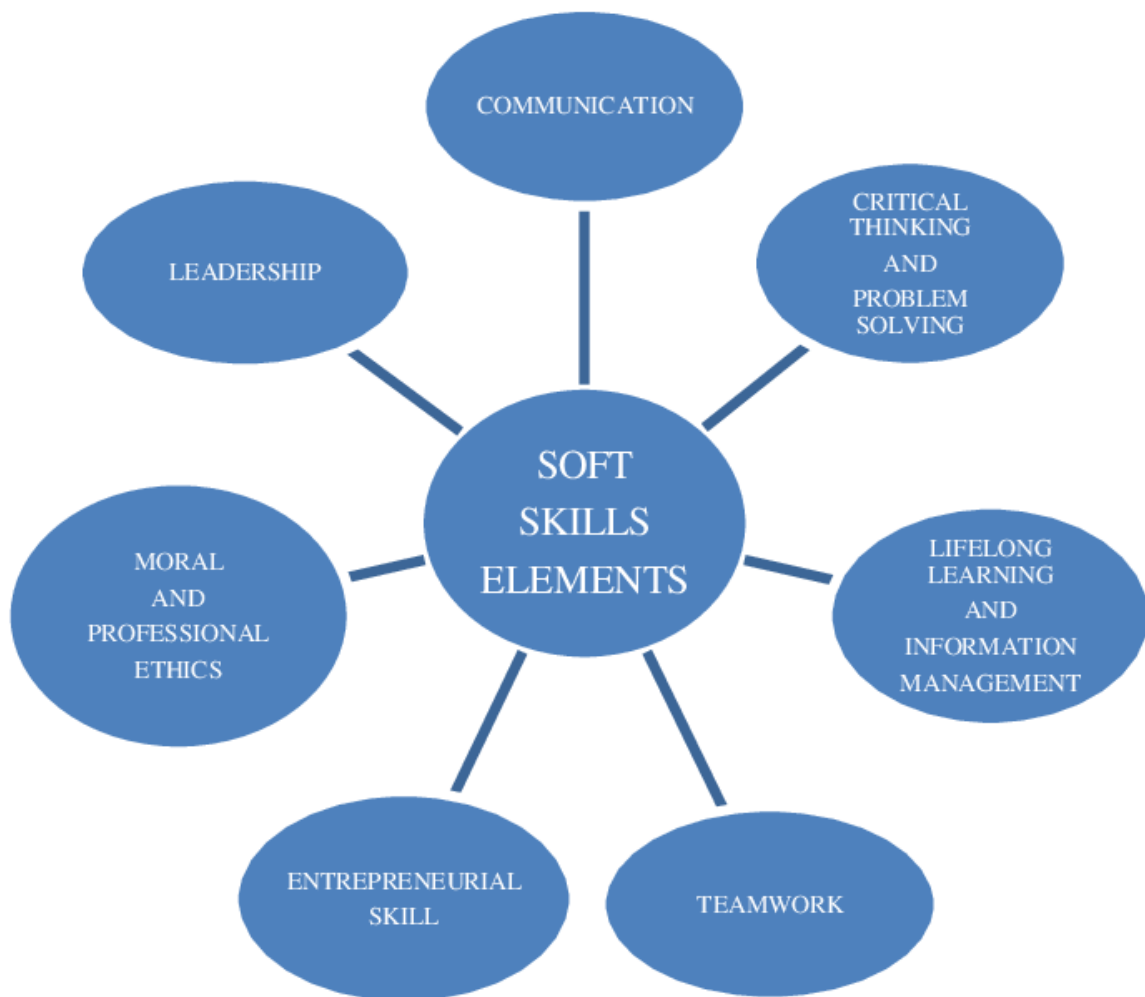 COMMUNICATION
CRITICAL
THINKING
AND
PROBLEM
SOLVING
LEADERSHIP
SOFT
SKILLS
ELEMENTS
LIFELONG
LEARNING
AND
INFORMATION
MANAGEMENT
MORAL
AND
PROFESSIONAL
ETHICS
ENTREPRENEURIAL
SKILL
TEAMWORK